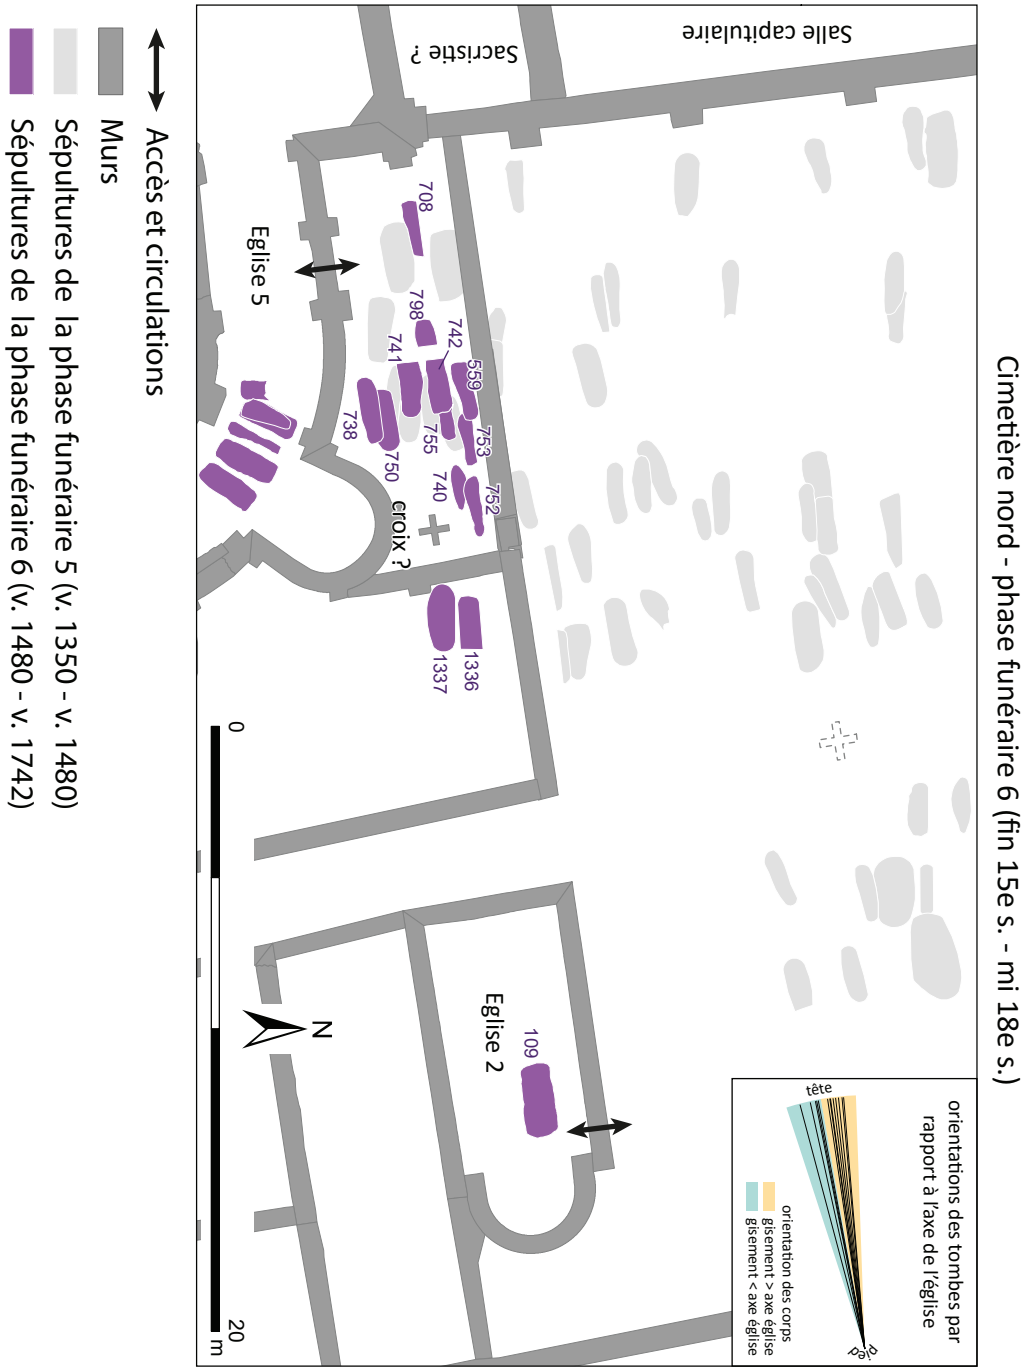 Cimetière nord - phase funéraire 6 (fin 15e s. - mi 18e s.)
Salle capitulaire
Sacristie ?
orientations des tombes par
rapport à l'axe de l'église
tête
pied
orientation des corps
gisement > axe église
gisement < axe église
708
798
742
741
559
753
755
738
750
740
752
croix ?
Eglise 5
1336
1337
109
Eglise 2
N
0
20
m
Accès et circulations
Murs
Sépultures de la phase funéraire 5 (v. 1350 - v. 1480)
Sépultures de la phase funéraire 6 (v. 1480 - v. 1742)